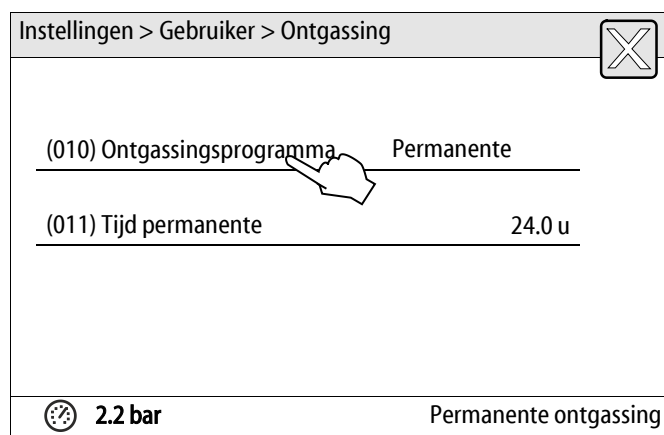 Instellingen > Gebruiker > Ontgassing
(010) Ontgassingsprogramma Permanente
(011) Tijd permanente 24.0 u
2.2 bar Permanente ontgassing